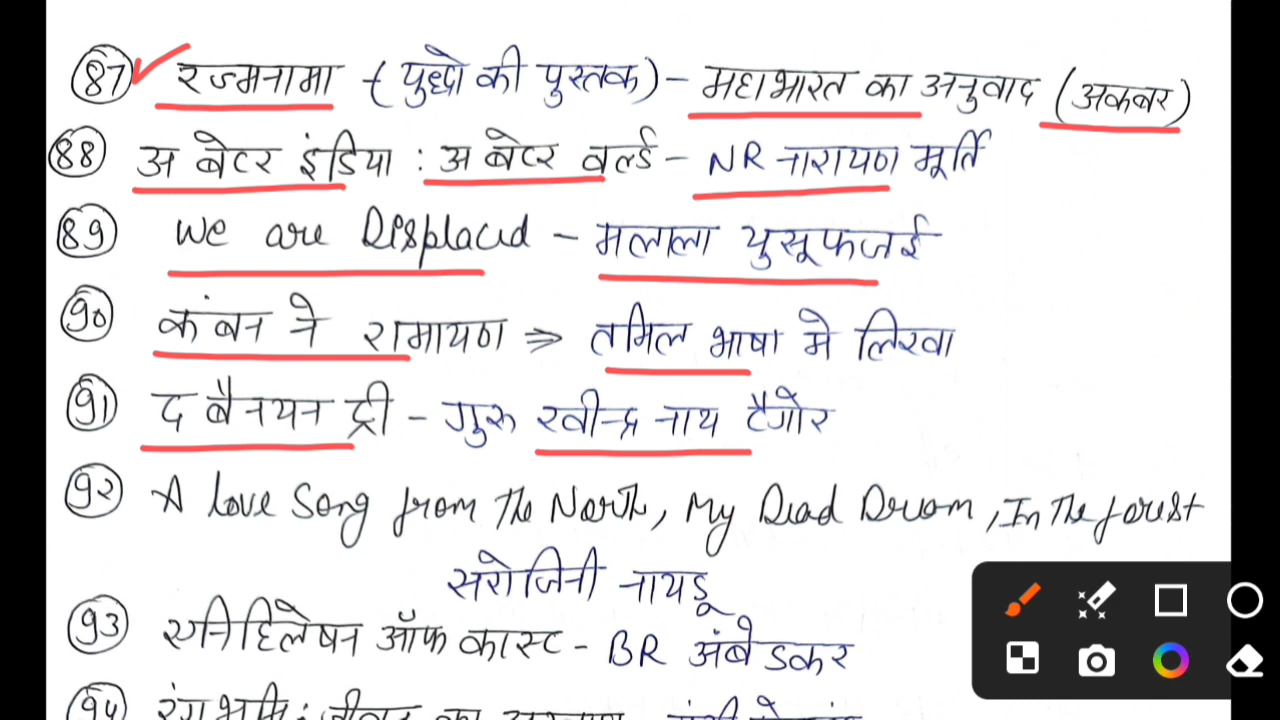 87 रज्मनामा - (युद्धो की पुस्तक) - महाभारत का अनुवाद (अकबर)
88 अ बेटर इंडिया : अ बेटर वर्ल्ड - NR नारायण मूर्ति
89 We are Displaced - मलाला युसूफजई
90 कंबन ने रामायण ⇒ तमिल भाषा मे लिखा
91 द बैनयन ट्री - गुरु रवीन्द्र नाथ टैगोर
92 A Love Song from The North, My Dead Dream, In The forest
सरोजिनी नायडू
93 एनिहिलेषन ऑफ कास्ट - BR अंबेडकर
94 रंगभूमि : जीवन का